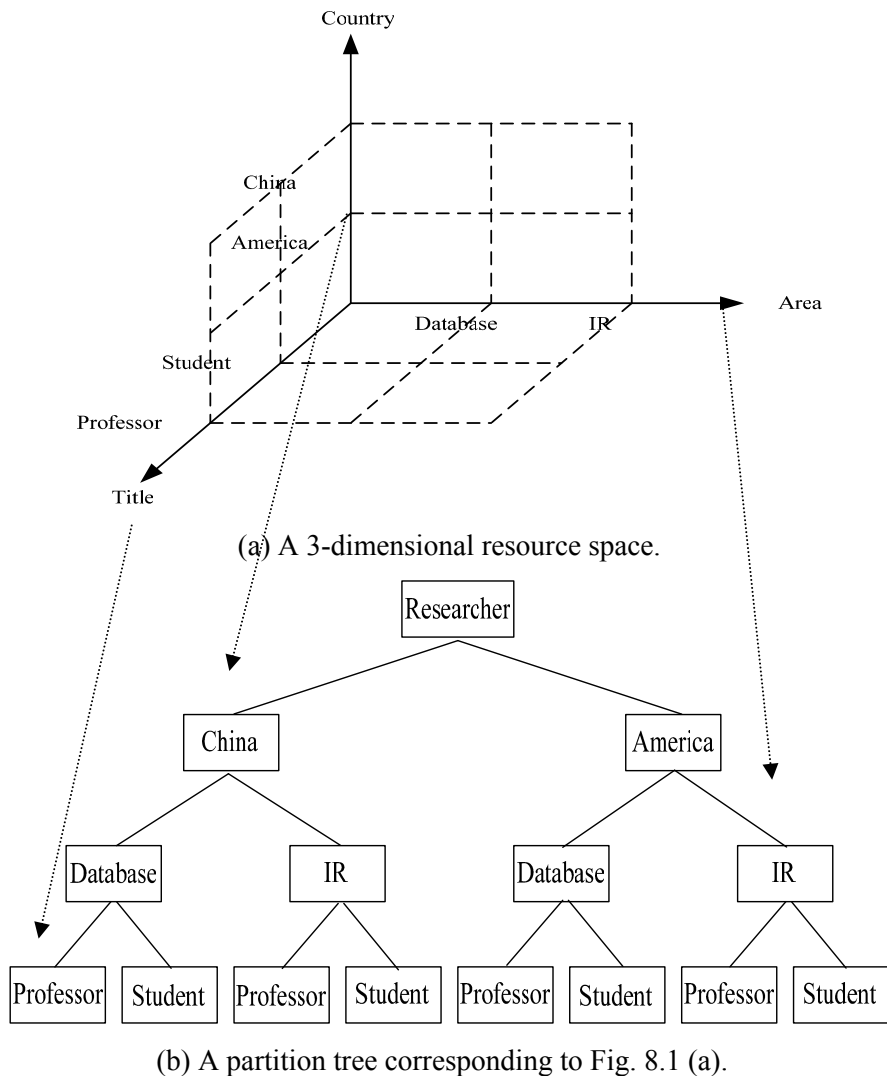 Country
China
America
Database IR Area
Student
Professor
Title
(a) A 3-dimensional resource space.
Researcher
China America
Database IR Database IR
Professor Student Professor Student Professor Student Professor Student
(b) A partition tree corresponding to Fig. 8.1 (a).